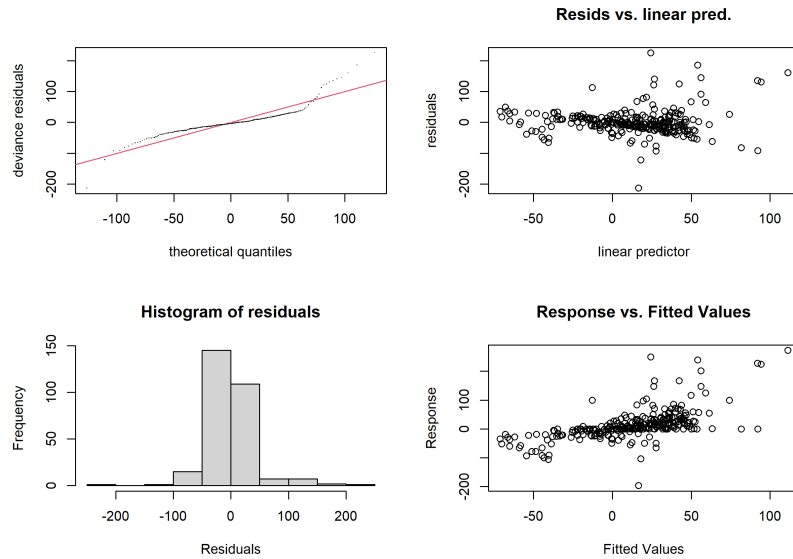 deviance residuals
100
0
-200
-100
-50
0
50
100
theoretical quantiles
Resids vs. linear pred.
residuals
100
0
-200
-50
0
50
100
linear predictor
Histogram of residuals
Frequency
150
100
50
0
-200
-100
0
100
200
Residuals
Response vs. Fitted Values
Response
100
0
-200
-50
0
50
100
Fitted Values